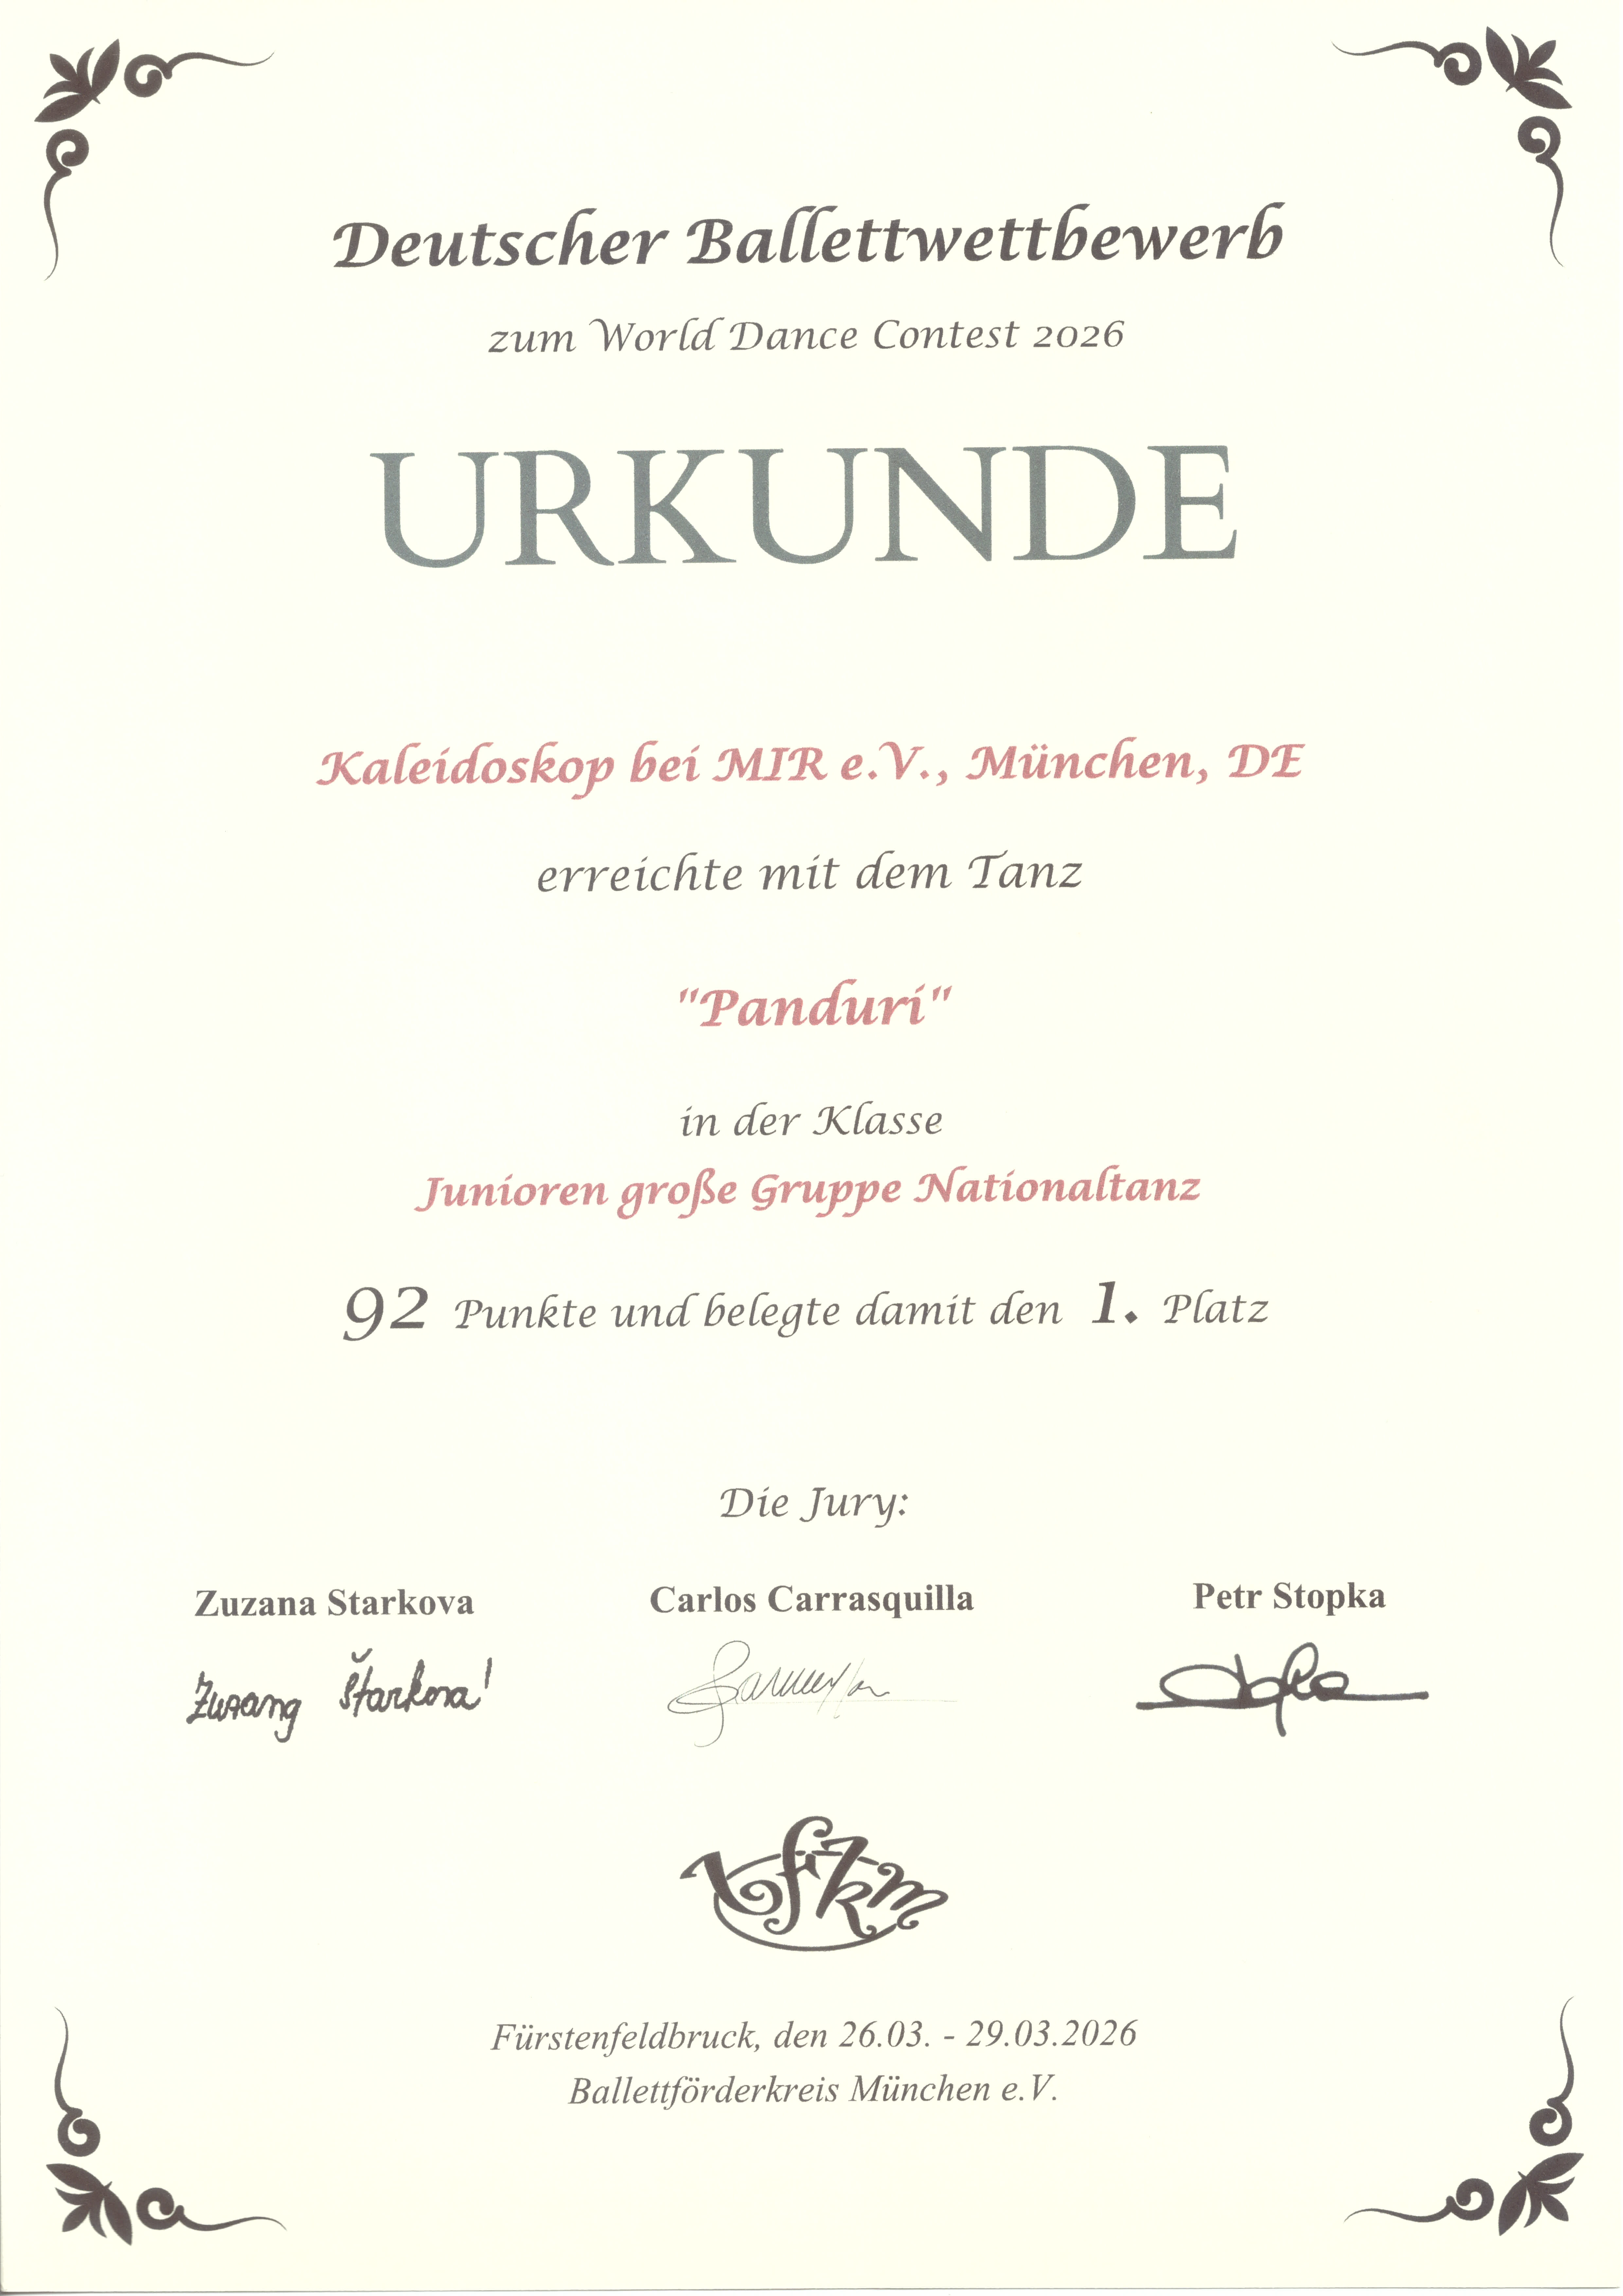 Deutscher Ballettwettbewerb
zum World Dance Contest 2026
URKUNDE
Kaleidoskop bei MIR e.V., München, DE
erreichte mit dem Tanz
"Panduri"
in der Klasse
Junioren große Gruppe Nationaltanz
92 Punkte und belegte damit den 1. Platz
Die Jury:
Zuzana Starkova Carlos Carrasquilla Petr Stopka
bfkm
Fürstenfeldbruck, den 26.03. - 29.03.2026
Ballettförderkreis München e.V.